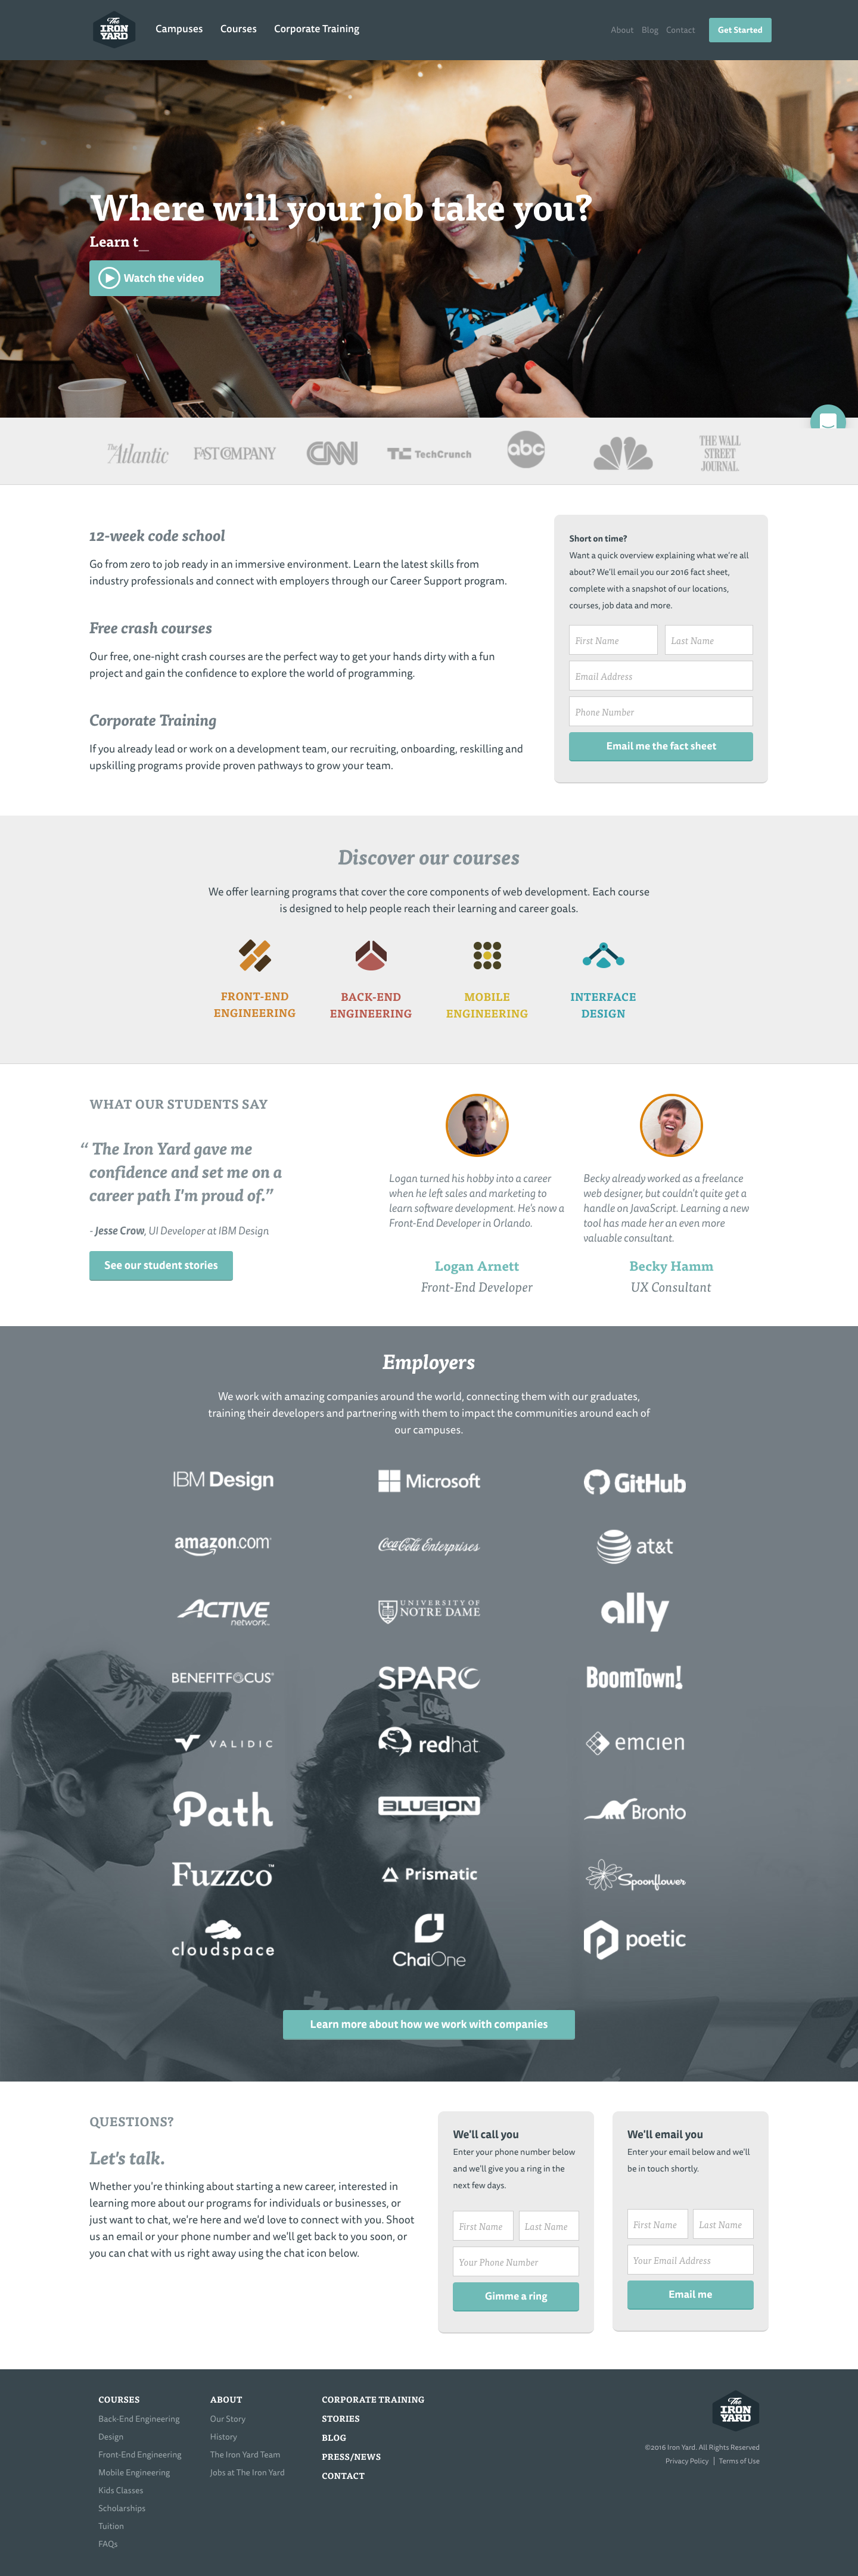 The
IRON
YARD
Campuses
Courses
Corporate Training
About
Blog
Contact
Get Started
Where will your job take you?
Learn t_
Watch the video
The Atlantic
FAST COMPANY
CNN
TC TechCrunch
abc
THE WALL
STREET
JOURNAL.
12-week code school
Go from zero to job ready in an immersive environment. Learn the latest skills from
industry professionals and connect with employers through our Career Support program.
Free crash courses
Our free, one-night crash courses are the perfect way to get your hands dirty with a fun
project and gain the confidence to explore the world of programming.
Corporate Training
If you already lead or work on a development team, our recruiting, onboarding, reskilling and
upskilling programs provide proven pathways to grow your team.
Short on time?
Want a quick overview explaining what we're all
about? We'll email you our 2016 fact sheet,
complete with a snapshot of our locations,
courses, job data and more.
First Name
Last Name
Email Address
Phone Number
Email me the fact sheet
Discover our courses
We offer learning programs that cover the core components of web development. Each course
is designed to help people reach their learning and career goals.
FRONT-END
ENGINEERING
BACK-END
ENGINEERING
MOBILE
ENGINEERING
INTERFACE
DESIGN
WHAT OUR STUDENTS SAY
“ The Iron Yard gave me
confidence and set me on a
career path I'm proud of.”
- Jesse Crow, UI Developer at IBM Design
See our student stories
Logan turned his hobby into a career
when he left sales and marketing to
learn software development. He's now a
Front-End Developer in Orlando.
Logan Arnett
Front-End Developer
Becky already worked as a freelance
web designer, but couldn't quite get a
handle on JavaScript. Learning a new
tool has made her an even more
valuable consultant.
Becky Hamm
UX Consultant
Employers
We work with amazing companies around the world, connecting them with our graduates,
training their developers and partnering with them to impact the communities around each of
our campuses.
IBM Design
Microsoft
GitHub
amazon.com
Coca-Cola Enterprises
at&t
ACTIVE
network
UNIVERSITY OF
NOTRE DAME
ally
BENEFITFOCUS
SPARC
BoomTown!
VALIDIC
redhat
emcien
Path
BLUEION
Bronto
Fuzzco™
Prismatic
Spoonflower
cloudspace
ChaiOne
poetic
Learn more about how we work with companies
QUESTIONS?
Let's talk.
Whether you're thinking about starting a new career, interested in
learning more about our programs for individuals or businesses, or
just want to chat, we're here and we'd love to connect with you. Shoot
us an email or your phone number and we'll get back to you soon, or
you can chat with us right away using the chat icon below.
We'll call you
Enter your phone number below
and we'll give you a ring in the
next few days.
First Name
Last Name
Your Phone Number
Gimme a ring
We'll email you
Enter your email below and we'll
be in touch shortly.
First Name
Last Name
Your Email Address
Email me
COURSES
Back-End Engineering
Design
Front-End Engineering
Mobile Engineering
Kids Classes
Scholarships
Tuition
FAQs
ABOUT
Our Story
History
The Iron Yard Team
Jobs at The Iron Yard
CORPORATE TRAINING
STORIES
BLOG
PRESS/NEWS
CONTACT
The
IRON
YARD
©2016 Iron Yard. All Rights Reserved
Privacy Policy | Terms of Use